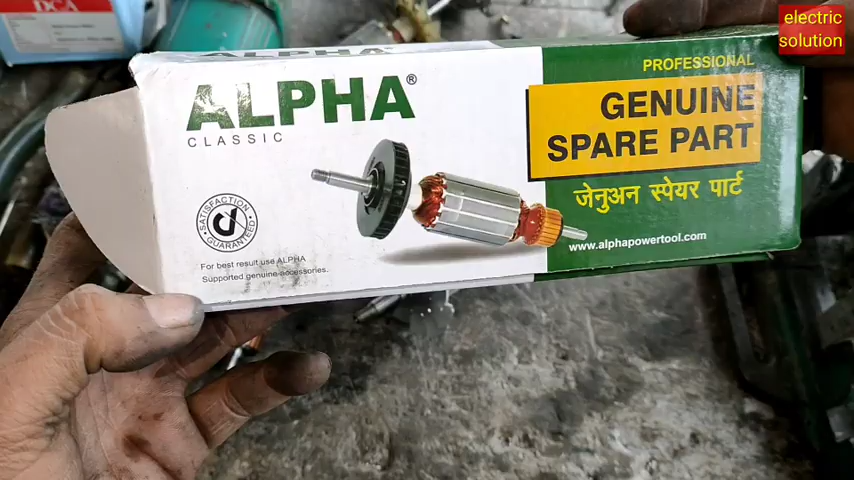 DCA
electric
solution
PROFESSIONAL
ALPHA®
CLASSIC
GENUINE
SPARE PART
जेनुअन स्पेयर पार्ट
SATISFACTION
GUARANTEED
www.alphapowertool.com
For best result use ALPHA
Supported genuine accessories.